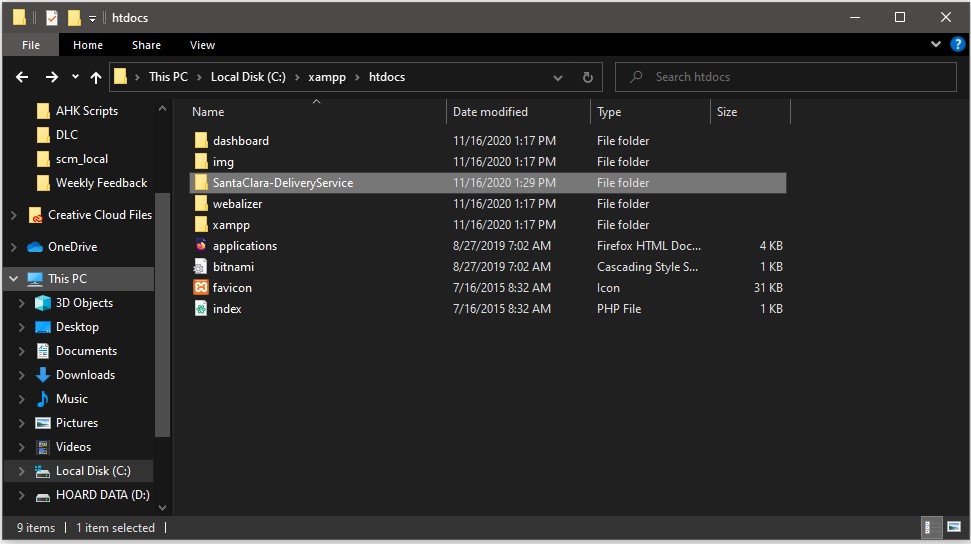 htdocs
File Home Share View
This PC Local Disk (C:) xampp htdocs Search htdocs
AHK Scripts
DLC
scm_local
Weekly Feedback
Creative Cloud Files
OneDrive
This PC
3D Objects
Desktop
Documents
Downloads
Music
Pictures
Videos
Local Disk (C:)
HOARD DATA (D:)
Name Date modified Type Size
dashboard 11/16/2020 1:17 PM File folder
img 11/16/2020 1:17 PM File folder
SantaClara-DeliveryService 11/16/2020 1:29 PM File folder
webalizer 11/16/2020 1:17 PM File folder
xampp 11/16/2020 1:17 PM File folder
applications 8/27/2019 7:02 AM Firefox HTML Doc... 4 KB
bitnami 8/27/2019 7:02 AM Cascading Style S... 1 KB
favicon 7/16/2015 8:32 AM Icon 31 KB
index 7/16/2015 8:32 AM PHP File 1 KB
9 items 1 item selected